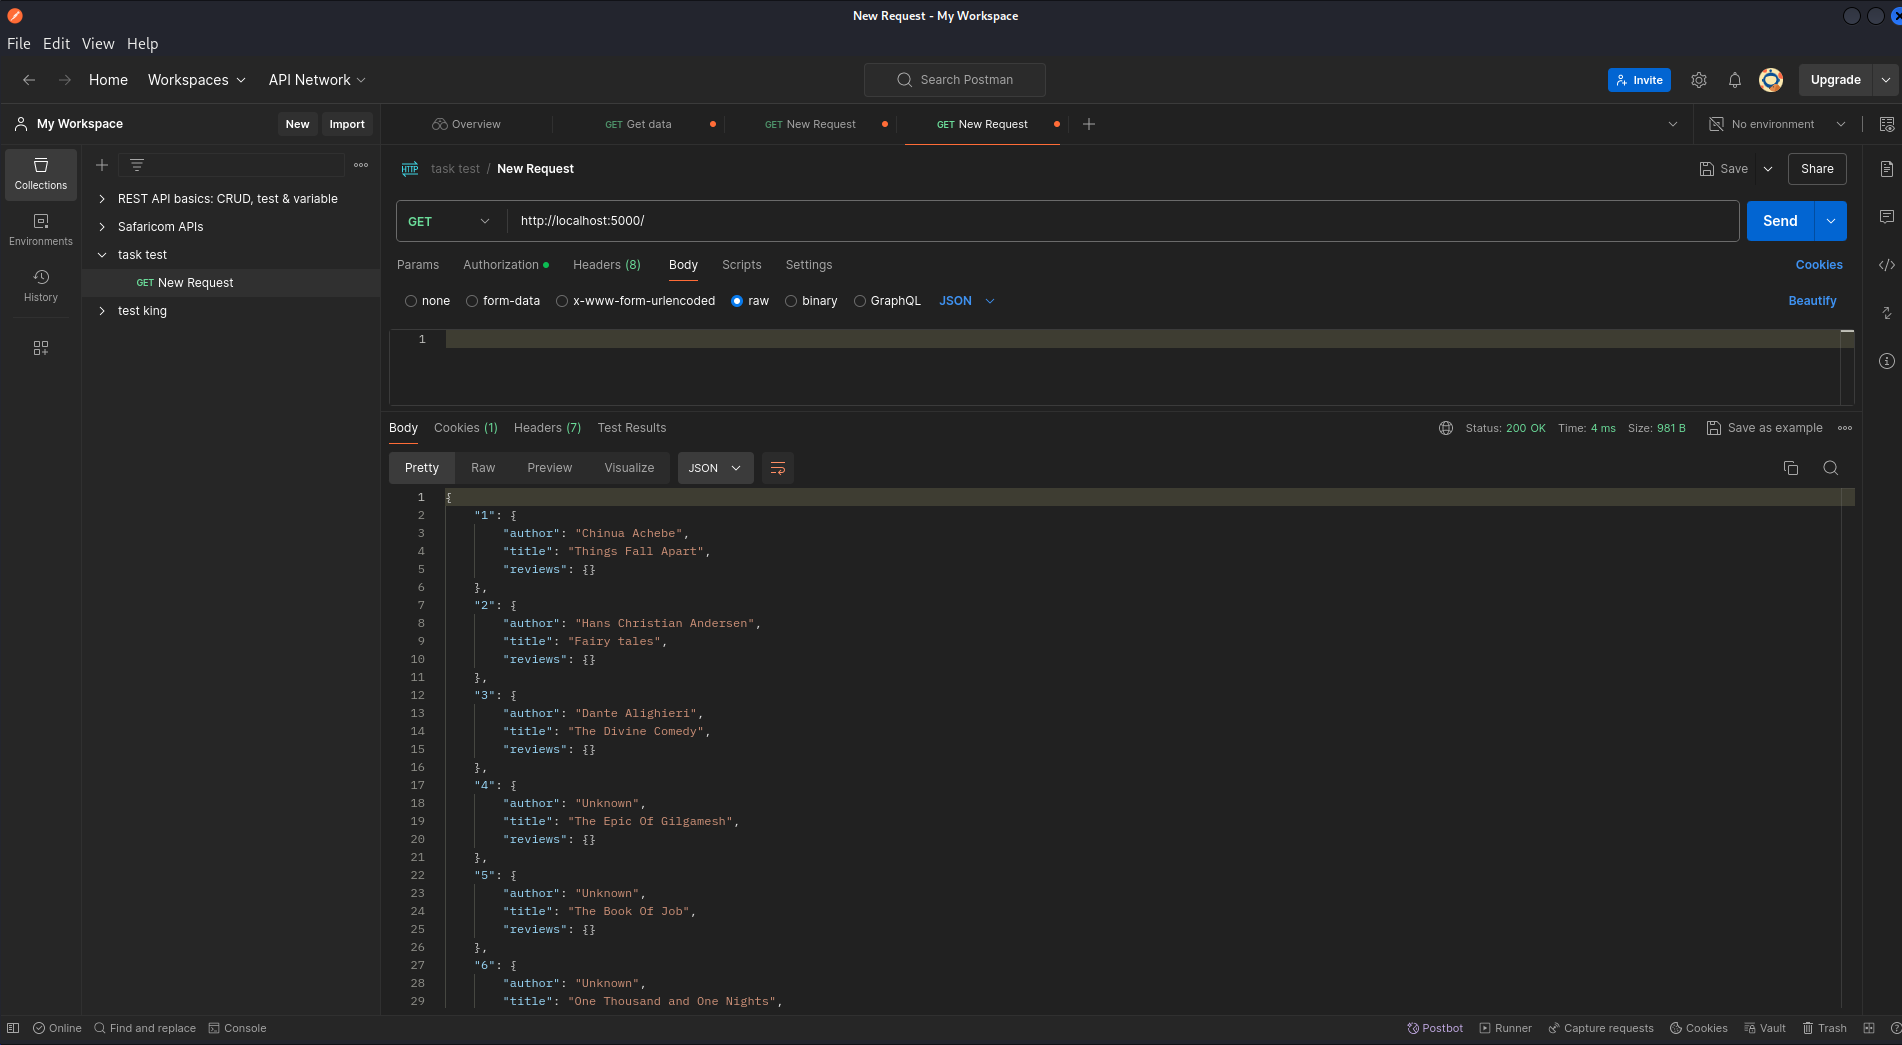 New Request - My Workspace
File Edit View Help
Home Workspaces API Network Search Postman Invite Upgrade
My Workspace New Import Overview GET Get data GET New Request GET New Request No environment
Collections
Environments
History
REST API basics: CRUD, test & variable
Safaricom APIs
task test
GET New Request
test king
HTTP task test / New Request Save Share
GET http://localhost:5000/ Send
Params Authorization Headers (8) Body Scripts Settings Cookies
none form-data x-www-form-urlencoded raw binary GraphQL JSON Beautify
1
Body Cookies (1) Headers (7) Test Results Status: 200 OK Time: 4 ms Size: 981 B Save as example
Pretty Raw Preview Visualize JSON
1 {
2 "1": {
3 "author": "Chinua Achebe",
4 "title": "Things Fall Apart",
5 "reviews": {}
6 },
7 "2": {
8 "author": "Hans Christian Andersen",
9 "title": "Fairy tales",
10 "reviews": {}
11 },
12 "3": {
13 "author": "Dante Alighieri",
14 "title": "The Divine Comedy",
15 "reviews": {}
16 },
17 "4": {
18 "author": "Unknown",
19 "title": "The Epic Of Gilgamesh",
20 "reviews": {}
21 },
22 "5": {
23 "author": "Unknown",
24 "title": "The Book Of Job",
25 "reviews": {}
26 },
27 "6": {
28 "author": "Unknown",
29 "title": "One Thousand and One Nights",
Online Find and replace Console Postbot Runner Capture requests Cookies Vault Trash